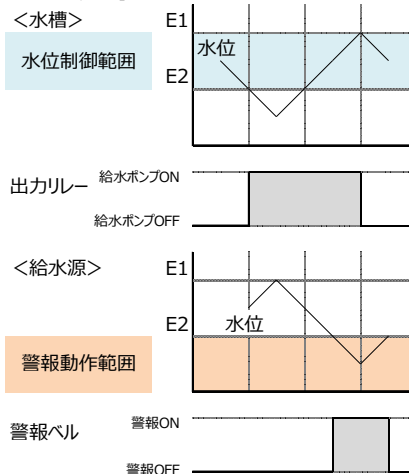 <水槽>
E1
水位
水位制御範囲
E2
出力リレー
給水ポンプON
給水ポンプOFF
<給水源>
E1
E2
水位
警報動作範囲
警報ベル
警報ON
警報OFF